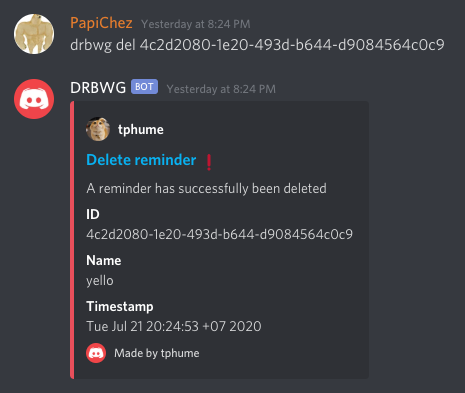 PapiChez Yesterday at 8:24 PM
drbwg del 4c2d2080-1e20-493d-b644-d9084564c0c9
DRBWG BOT Yesterday at 8:24 PM
tphume
Delete reminder ❗
A reminder has successfully been deleted
ID
4c2d2080-1e20-493d-b644-d9084564c0c9
Name
yello
Timestamp
Tue Jul 21 20:24:53 +07 2020
Made by tphume